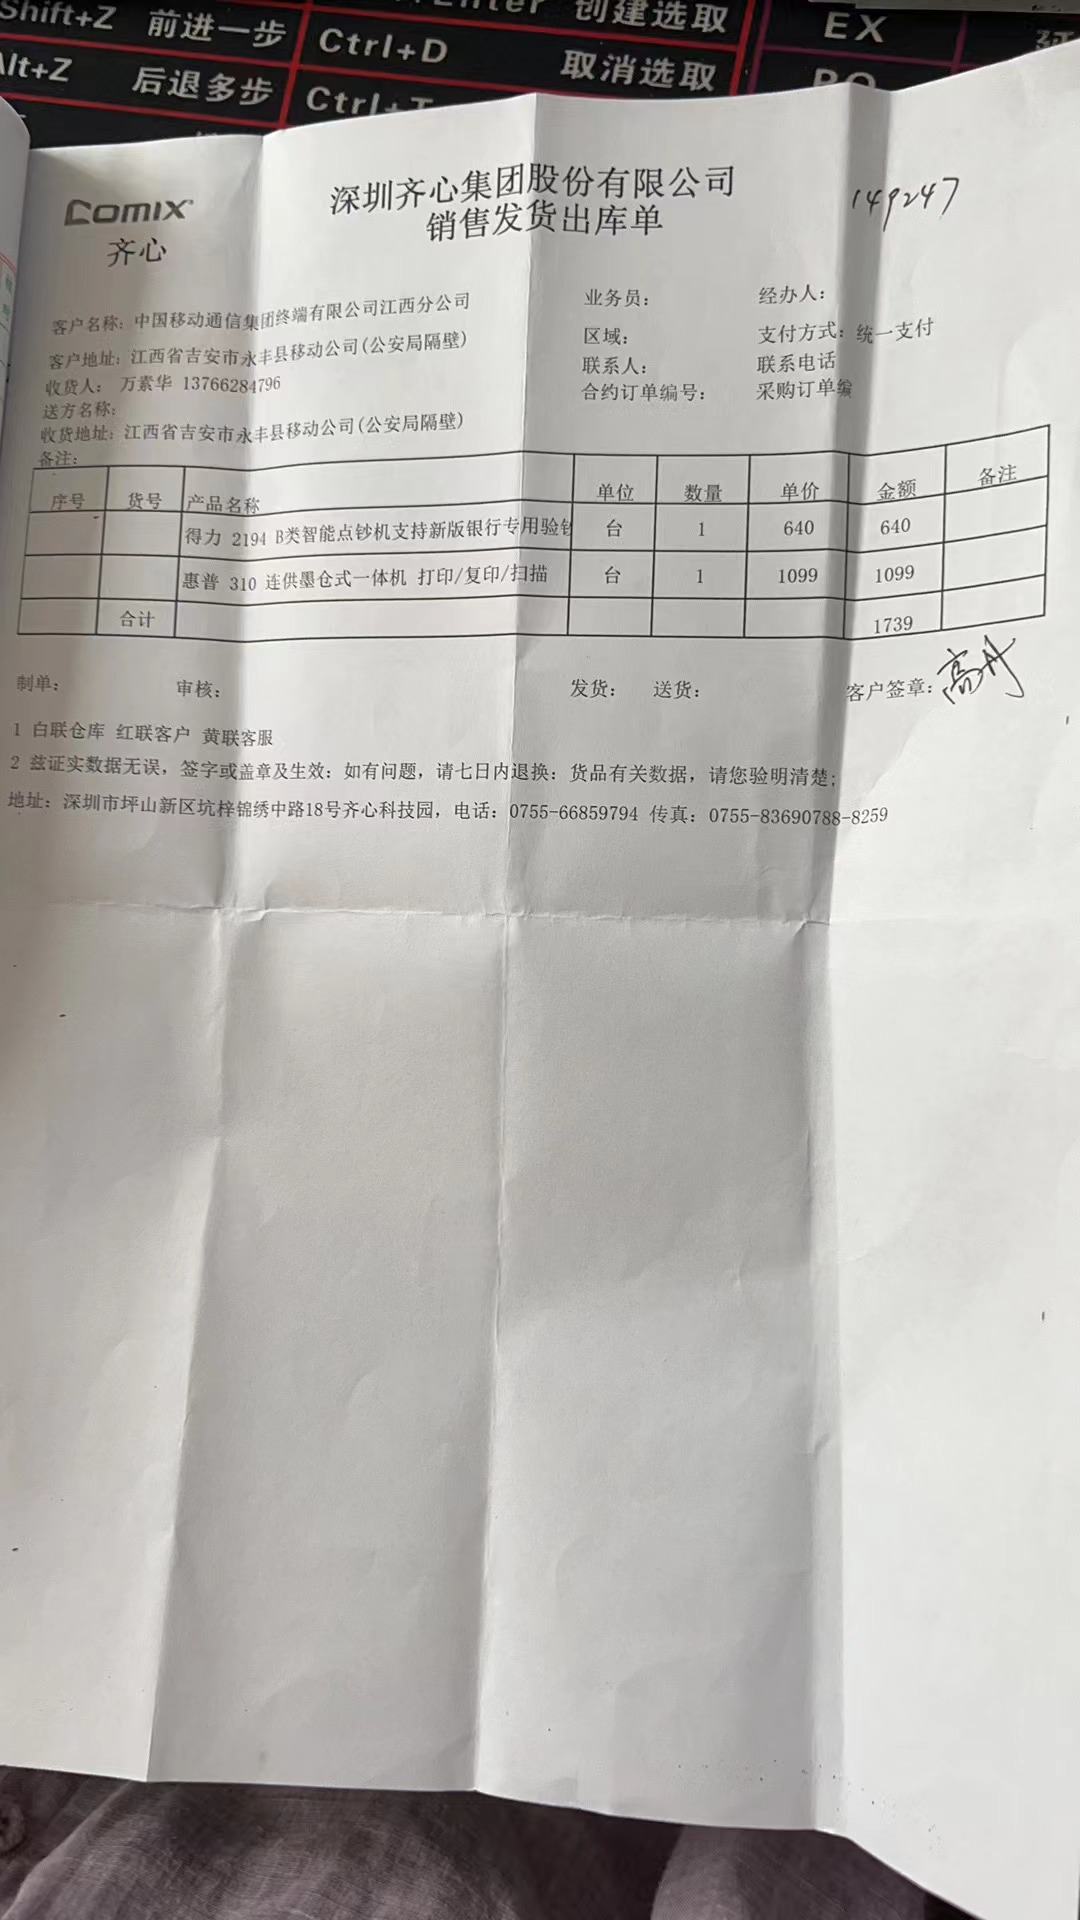 Shift+Z 前进一步 Enter 创建选取 EX
Alt+Z 后退多步 Ctrl+D 取消选取
Comix
齐心
深圳齐心集团股份有限公司
销售发货出库单
149247
客户名称：中国移动通信集团终端有限公司江西分公司 业务员： 经办人：
客户地址：江西省吉安市永丰县移动公司(公安局隔壁) 区域： 支付方式：统一支付
收货人： 万素华 13766284796 联系人： 联系电话
送方名称： 合约订单编号： 采购订单编
收货地址：江西省吉安市永丰县移动公司(公安局隔壁)
备注：
序号 货号 产品名称 单位 数量 单价 金额 备注
得力 2194 B类智能点钞机支持新版银行专用验钞 台 1 640 640
惠普 310 连供墨仓式一体机 打印/复印/扫描 台 1 1099 1099
合计 1739
制单： 审核： 发货： 送货： 客户签章：高丹
1 白联仓库 红联客户 黄联客服
2 兹证实数据无误，签字或盖章及生效：如有问题，请七日内退换：货品有关数据，请您验明清楚；
地址：深圳市坪山新区坑梓锦绣中路18号齐心科技园，电话：0755-66859794 传真：0755-83690788-8259